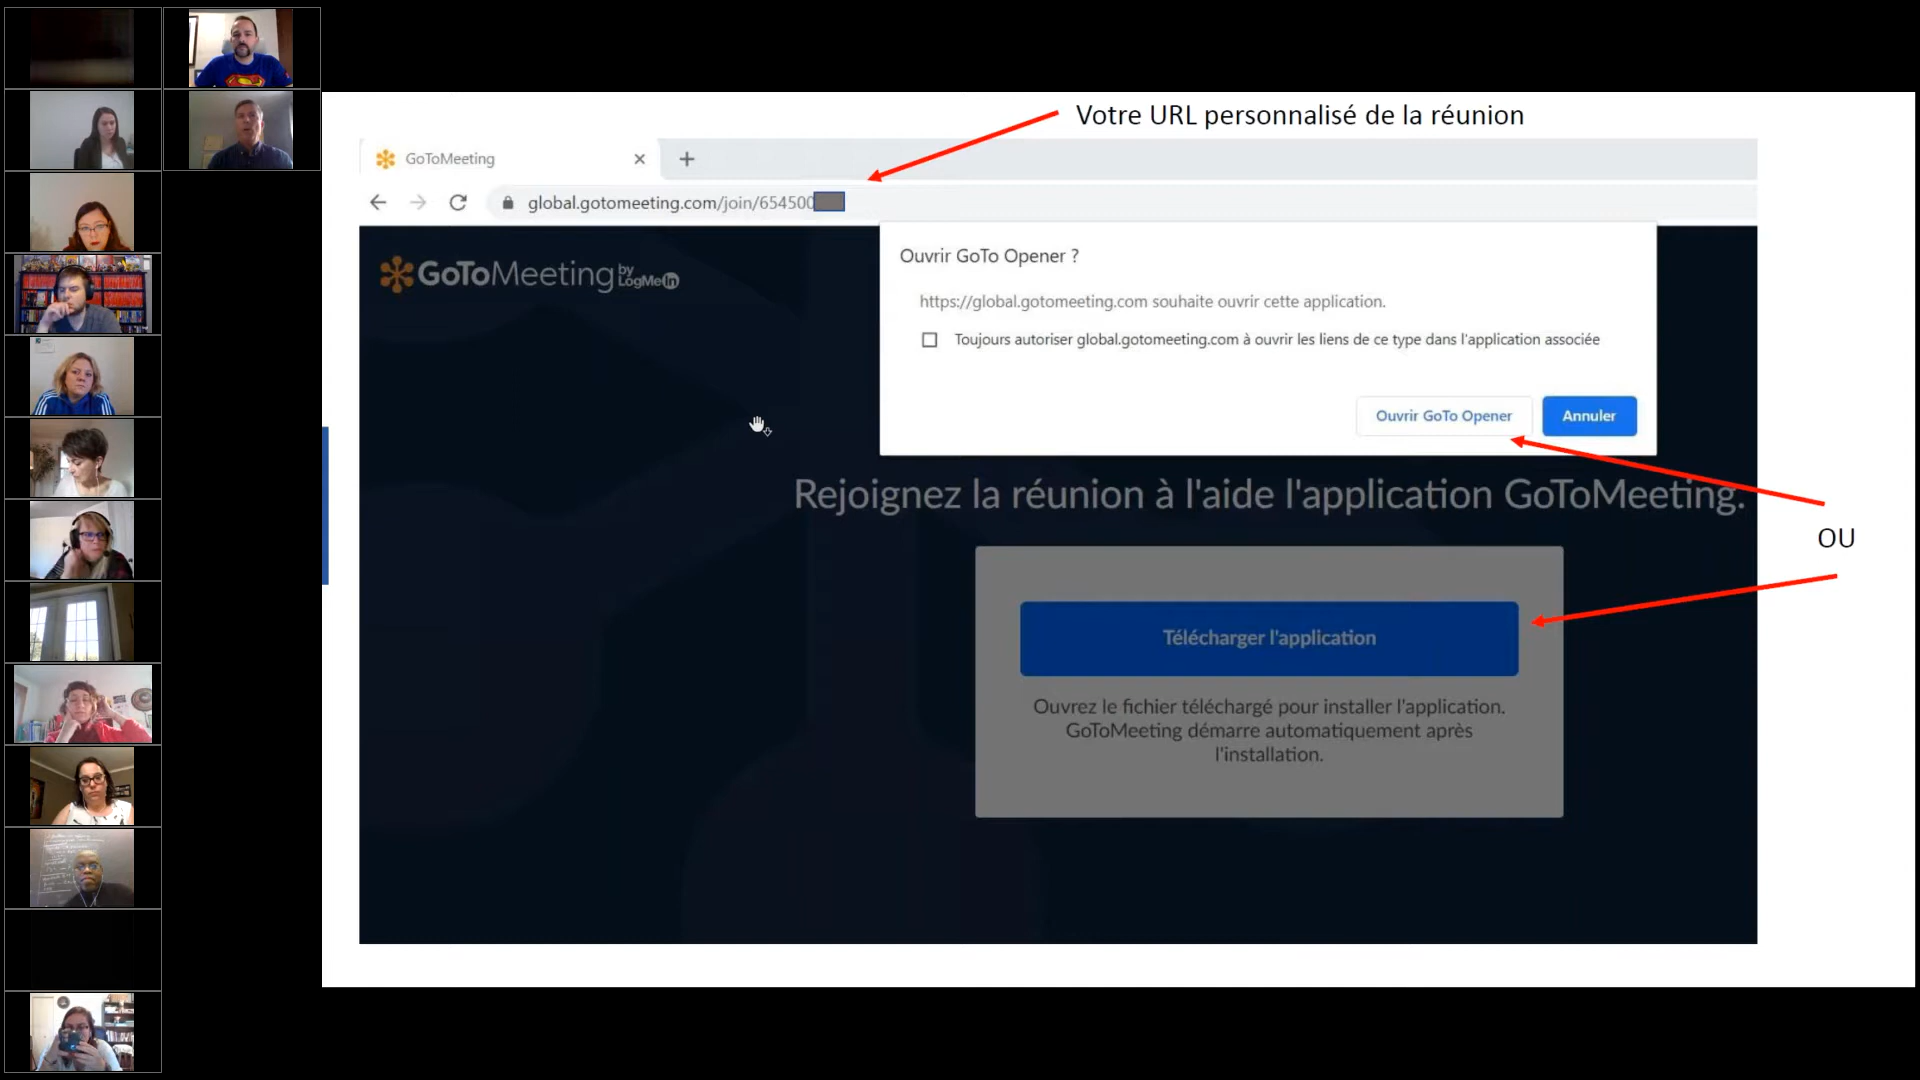 Votre URL personnalisé de la réunion
GoToMeeting
global.gotomeeting.com/join/654500
GoToMeeting by LogMeIn
Ouvrir GoTo Opener ?
https://global.gotomeeting.com souhaite ouvrir cette application.
Toujours autoriser global.gotomeeting.com à ouvrir les liens de ce type dans l'application associée
Ouvrir GoTo Opener
Annuler
Rejoignez la réunion à l'aide l'application GoToMeeting.
OU
Télécharger l'application
Ouvrez le fichier téléchargé pour installer l'application.
GoToMeeting démarre automatiquement après
l'installation.